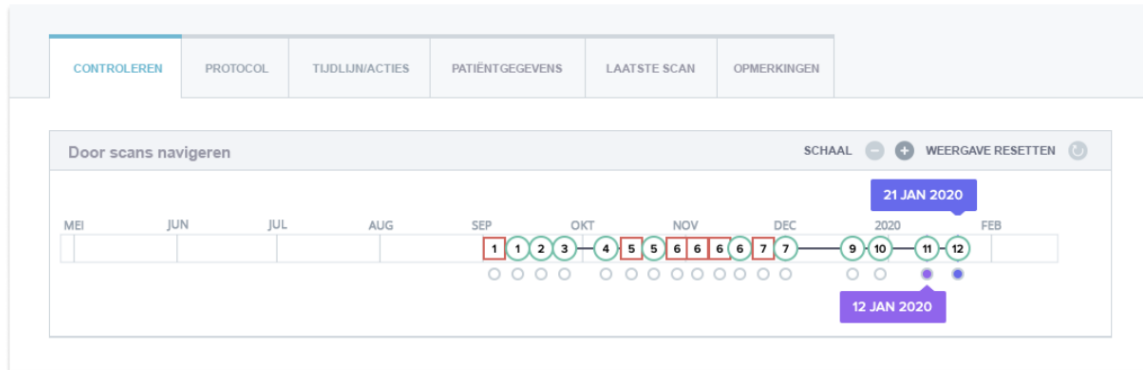 CONTROLEREN PROTOCOL TIJDLIJN/ACTIES PATIËNTGEGEVENS LAATSTE SCAN OPMERKINGEN
Door scans navigeren SCHAAL WEERGAVE RESETTEN
21 JAN 2020
MEI JUN JUL AUG SEP OKT NOV DEC 2020 FEB
1 1 2 3 4 5 5 6 6 6 6 7 7 9 10 11 12
12 JAN 2020